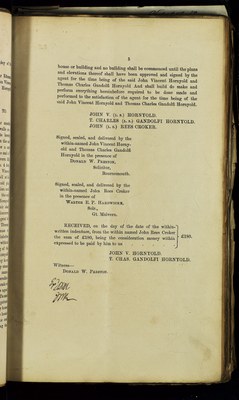 house or building and no building shall be commenced until the plans
and elevations thereof shall have been approved and signed by the
agent for the time being of the said John Vincent Hornyold and
Thomas Charles Gandolfi Hornyold And shall build do make and
perform everything hereinbefore required to be done made and
performed to the satisfaction of the agent for the time being of the
said John Vincent Hornyold and Thomas Charles Gandolfi Hornyold.
JOHN V. (L.S.) HORNYOLD.
T. CHARLES (L.S.) GANDOLFI HORNYOLD.
JOHN (L.S.) REES CROKER.
Signed, sealed, and delivered by the
within-named John Vincent Horny-
old and Thomas Charles Gandolfi
Hornyold in the presence of
DONALD W. PRESTON,
Solicitor,
Bournemouth.
Signed, sealed, and delivered by the
within-named John Rees Croker
in the presence of
Solr.,
Gt. Malvern.
RECEIVED, on the day of the date of the within-
written indenture, from the within named John Rees Croker
the sum of £590, being the consideration money within
expressed to be paid by him to us
£590.
JOHN V. HORNYOLD.
T. CHAS. GANDOLFI HORNYOLD.
Witness—
DONALD W. PRESTON.